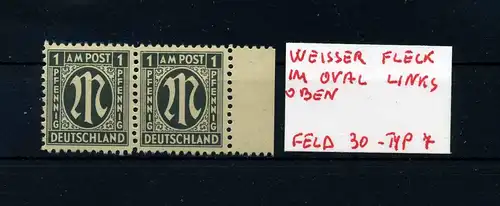 1 AM POST 1
PFENNIG M PFENNIG
DEUTSCHLAND
1 AM POST 1
PFENNIG M PFENNIG
DEUTSCHLAND
WEISSER FLECK
IM OVAL LINKS
OBEN
FELD 30 - TYP 7